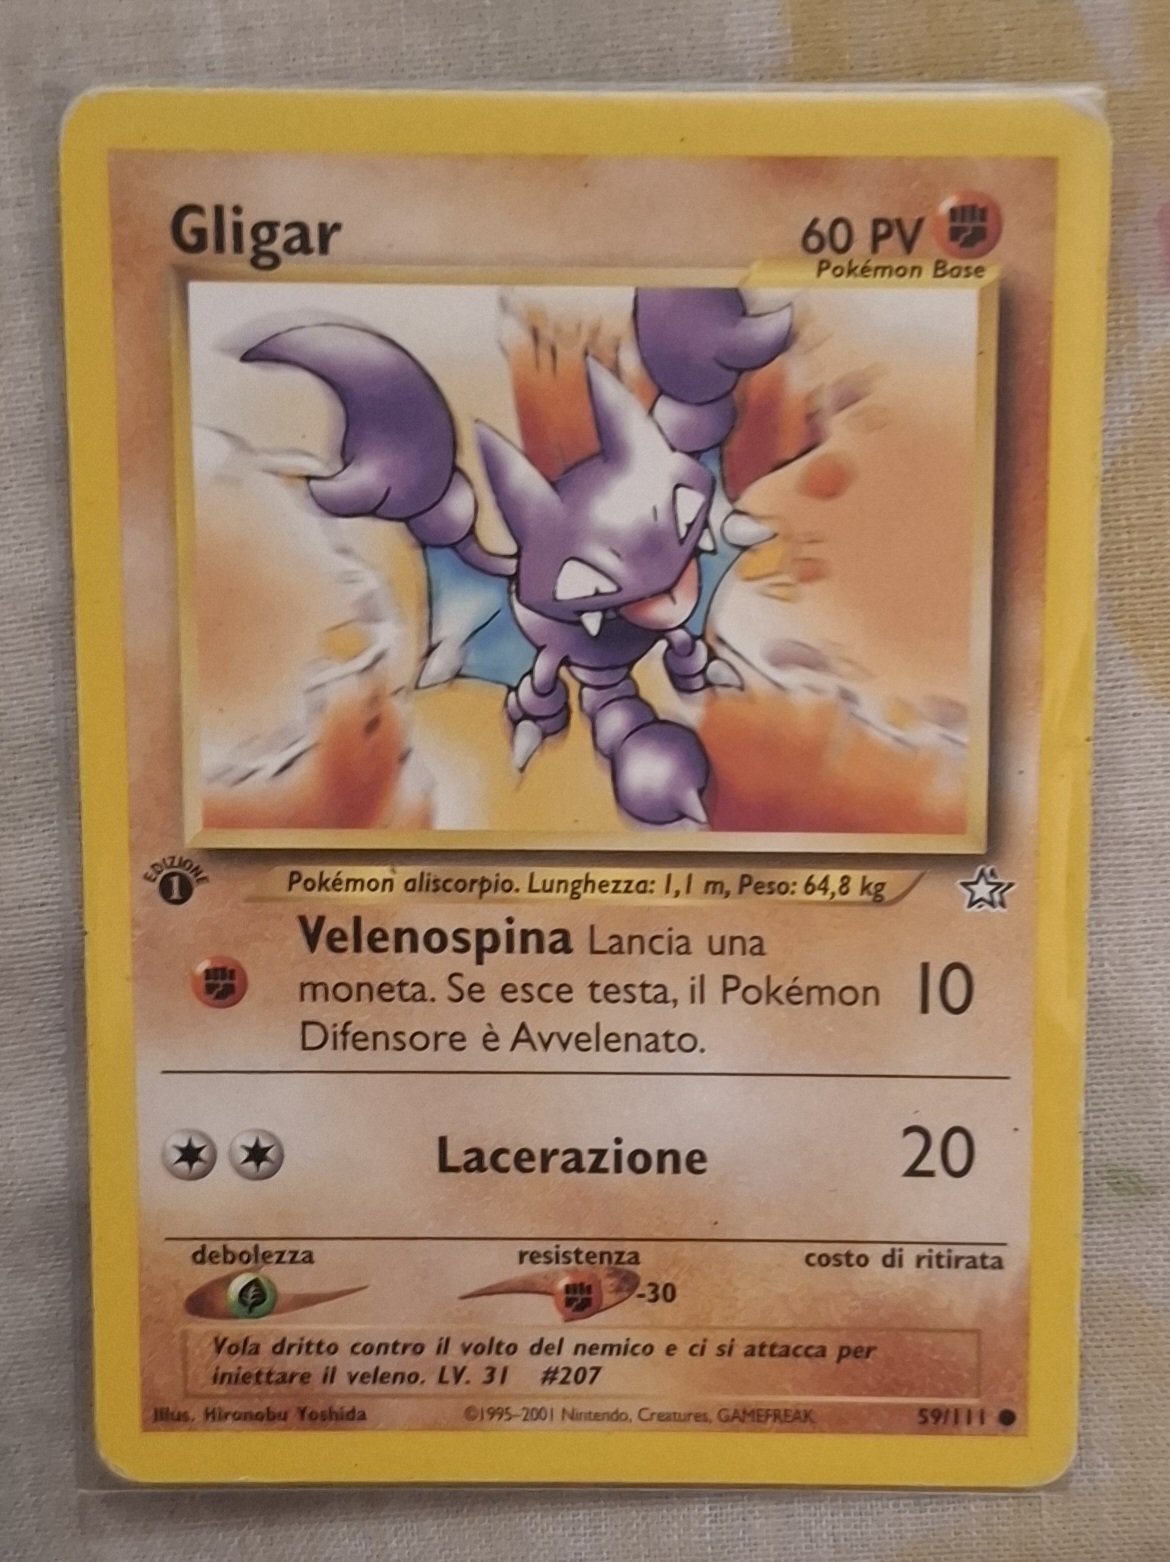 Gligar
60 PV
Pokémon Base
EDIZIONE
1
Pokémon aliscorpio. Lunghezza: 1,1 m, Peso: 64,8 kg
Velenospina Lancia una
moneta. Se esce testa, il Pokémon
Difensore è Avvelenato.
10
Lacerazione 20
debolezza resistenza costo di ritirata
-30
Vola dritto contro il volto del nemico e ci si attacca per
iniettare il veleno. LV. 31 #207
Illus. Hironobu Yoshida ©1995-2001 Nintendo, Creatures, GAMEFREAK 59/111